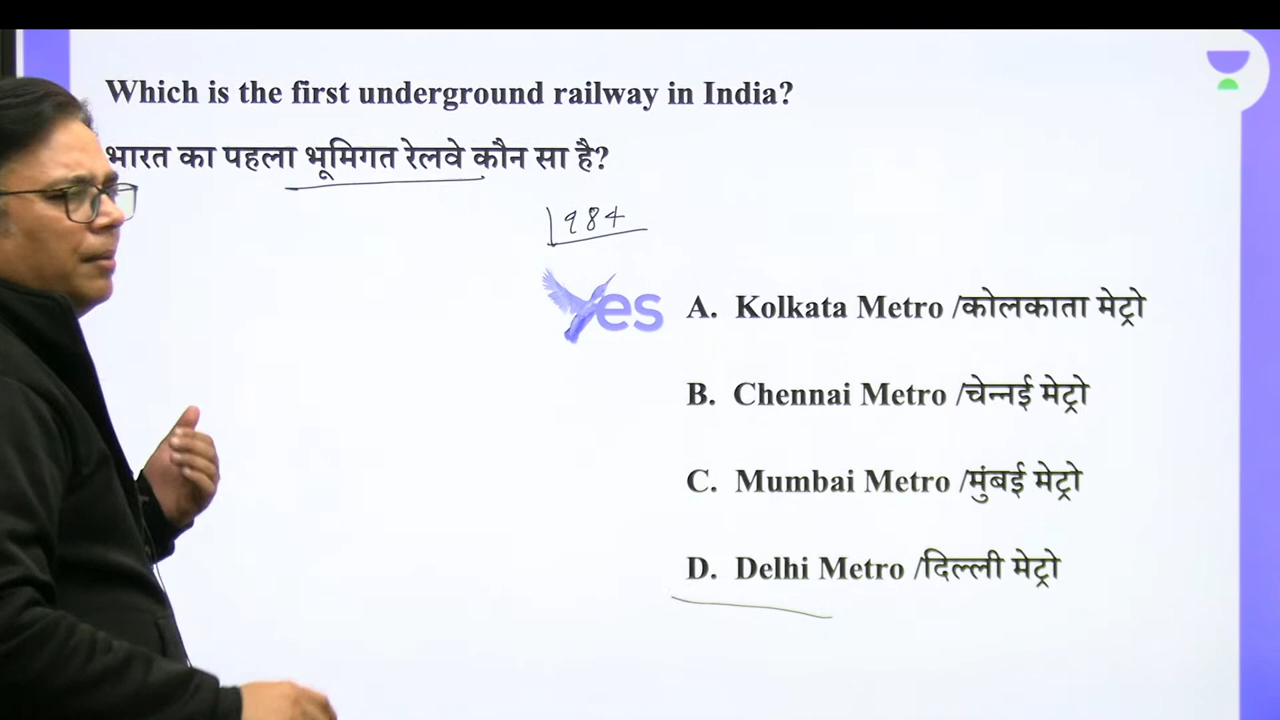 Which is the first underground railway in India?
भारत का पहला भूमिगत रेलवे कौन सा है?
1984
Yes
A. Kolkata Metro /कोलकाता मेट्रो
B. Chennai Metro /चेन्नई मेट्रो
C. Mumbai Metro /मुंबई मेट्रो
D. Delhi Metro /दिल्ली मेट्रो